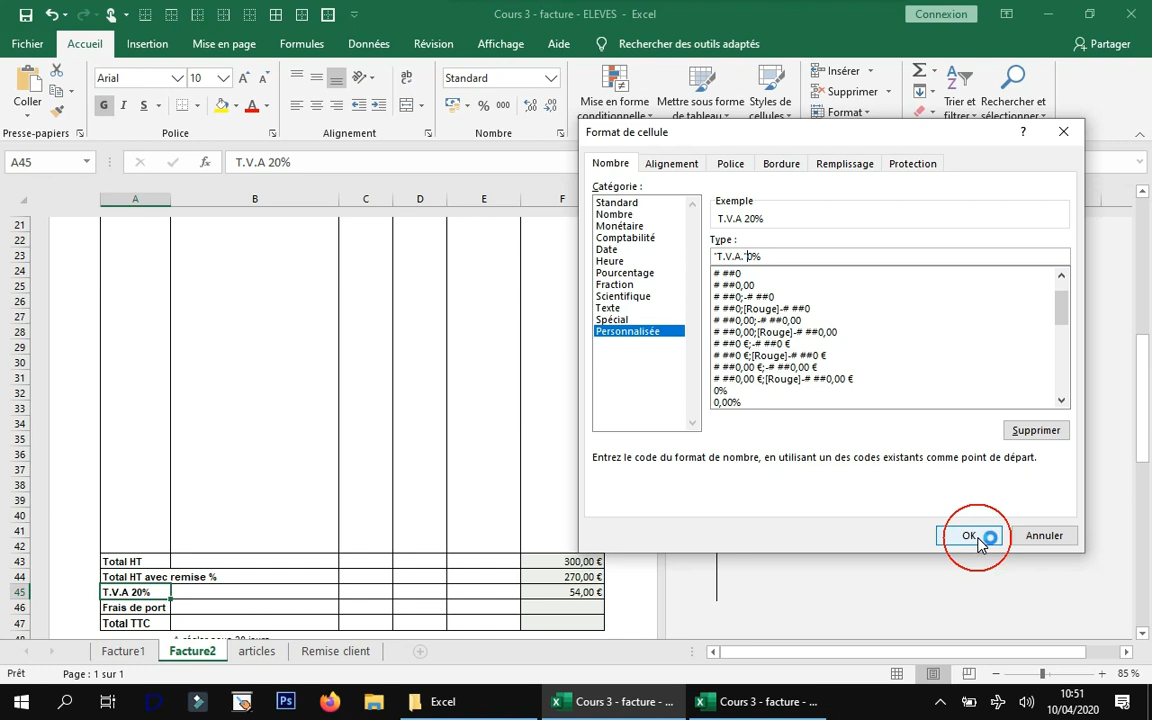 Cours 3 - facture - ELEVES - Excel
Connexion
Fichier Accueil Insertion Mise en page Formules Données Révision Affichage Aide Rechercher des outils adaptés Partager
Coller
Presse-papiers
Arial 10
G I S
Police
ab
Alignement
Standard
% 000
Nombre
Mise en forme conditionnelle
Mettre sous forme de tableau
Styles de cellules
Insérer
Supprimer
Format
Trier et filtrer
Rechercher et sélectionner
A45 fx T.V.A 20%
A B C D E F
21
22
23
24
25
26
27
28
29
30
31
32
33
34
35
36
37
38
39
40
41
42
43 Total HT 300,00 €
44 Total HT avec remise % 270,00 €
45 T.V.A 20% 54,00 €
46 Frais de port
47 Total TTC
48
Format de cellule ?
Nombre Alignement Police Bordure Remplissage Protection
Catégorie :
Standard
Nombre
Monétaire
Comptabilité
Date
Heure
Pourcentage
Fraction
Scientifique
Texte
Spécial
Personnalisée
Exemple
T.V.A 20%
Type :
"T.V.A."0%
# ##0
# ##0,00
# ##0;-# ##0
# ##0;[Rouge]-# ##0
# ##0,00;-# ##0,00
# ##0,00;[Rouge]-# ##0,00
# ##0 €;-# ##0 €
# ##0 €;[Rouge]-# ##0 €
# ##0,00 €;-# ##0,00 €
# ##0,00 €;[Rouge]-# ##0,00 €
0%
0,00%
Supprimer
Entrez le code du format de nombre, en utilisant un des codes existants comme point de départ.
OK Annuler
Facture1 Facture2 articles Remise client
Prêt Page : 1 sur 1 85 %
Ps Excel Cours 3 - facture - ... Cours 3 - facture - ...
10:51
10/04/2020